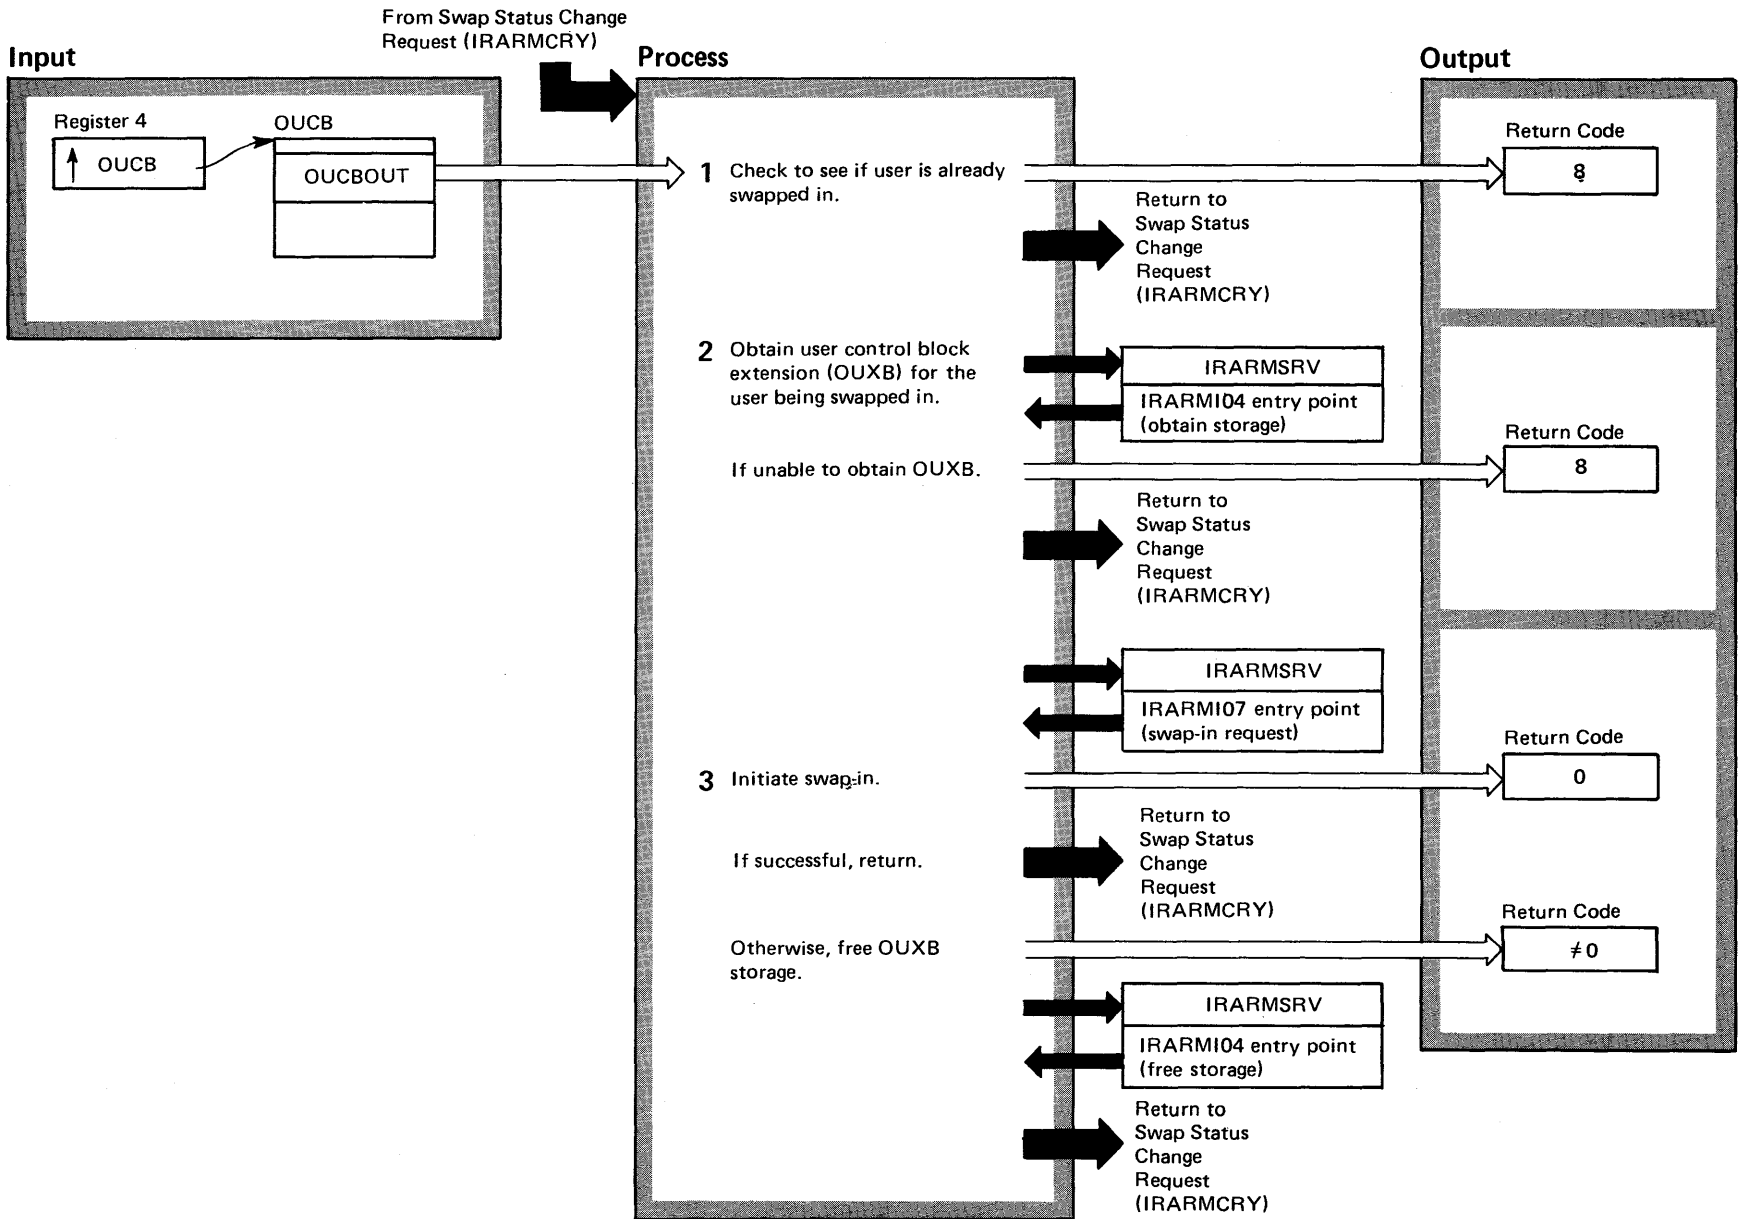 From Swap Status Change
Request (IRARMCRY)
Input
Process
Output
Register 4
OUCB
OUCB
OUCBOUT
1 Check to see if user is already
swapped in.
Return Code
8
Return to
Swap Status
Change
Request
(IRARMCRY)
2 Obtain user control block
extension (OUXB) for the
user being swapped in.
IRARMSRV
IRARMI04 entry point
(obtain storage)
If unable to obtain OUXB.
Return Code
8
Return to
Swap Status
Change
Request
(IRARMCRY)
IRARMSRV
IRARMI07 entry point
(swap-in request)
3 Initiate swap-in.
Return Code
0
If successful, return.
Return to
Swap Status
Change
Request
(IRARMCRY)
Otherwise, free OUXB
storage.
Return Code
≠0
IRARMSRV
IRARMI04 entry point
(free storage)
Return to
Swap Status
Change
Request
(IRARMCRY)